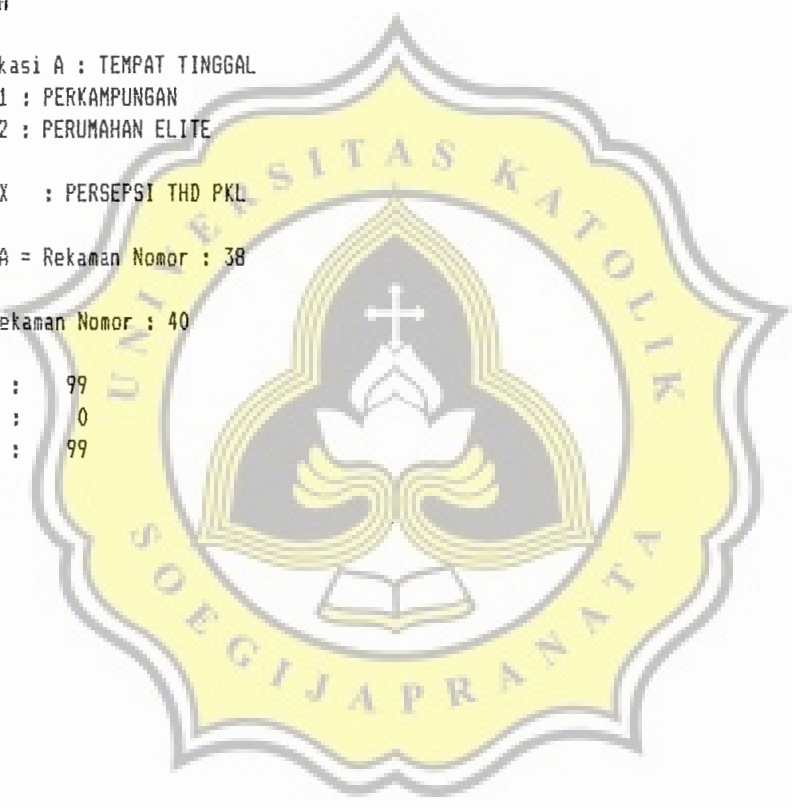 kasi A : TEMPAT TINGGAL
1 : PERKAMPUNGAN
2 : PERUMAHAN ELITE
X : PERSEPSI THD PKL
A = Rekaman Nomor : 38
ekaman Nomor : 40
: 99
: 0
: 99
UNIVERSITAS KATOLIK
SOEGIJAPRANATA